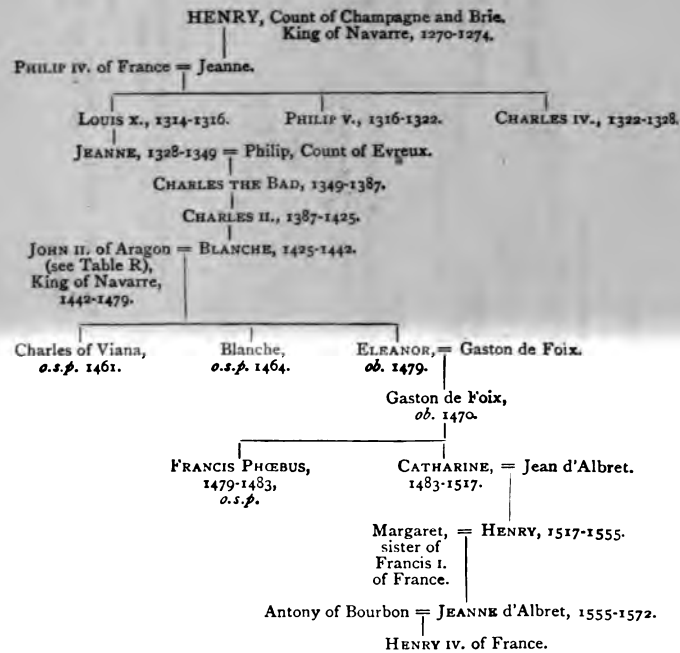 HENRY, Count of Champagne and Brie.
King of Navarre, 1270-1274.
PHILIP IV. of France = Jeanne.
LOUIS X., 1314-1316. PHILIP V., 1316-1322. CHARLES IV., 1322-1328.
JEANNE, 1328-1349 = Philip, Count of Evreux.
CHARLES THE BAD, 1349-1387.
CHARLES II., 1387-1425.
JOHN II. of Aragon = BLANCHE, 1425-1442.
(see Table R),
King of Navarre,
1442-1479.
Charles of Viana, Blanche, ELEANOR, = Gaston de Foix.
o.s.p. 1461. o.s.p. 1464. ob. 1479.
Gaston de Foix,
ob. 1470.
FRANCIS PHŒBUS, CATHARINE, = Jean d'Albret.
1479-1483, 1483-1517.
o.s.p.
Margaret, = HENRY, 1517-1555.
sister of
Francis I.
of France.
Antony of Bourbon = JEANNE d'Albret, 1555-1572.
HENRY IV. of France.